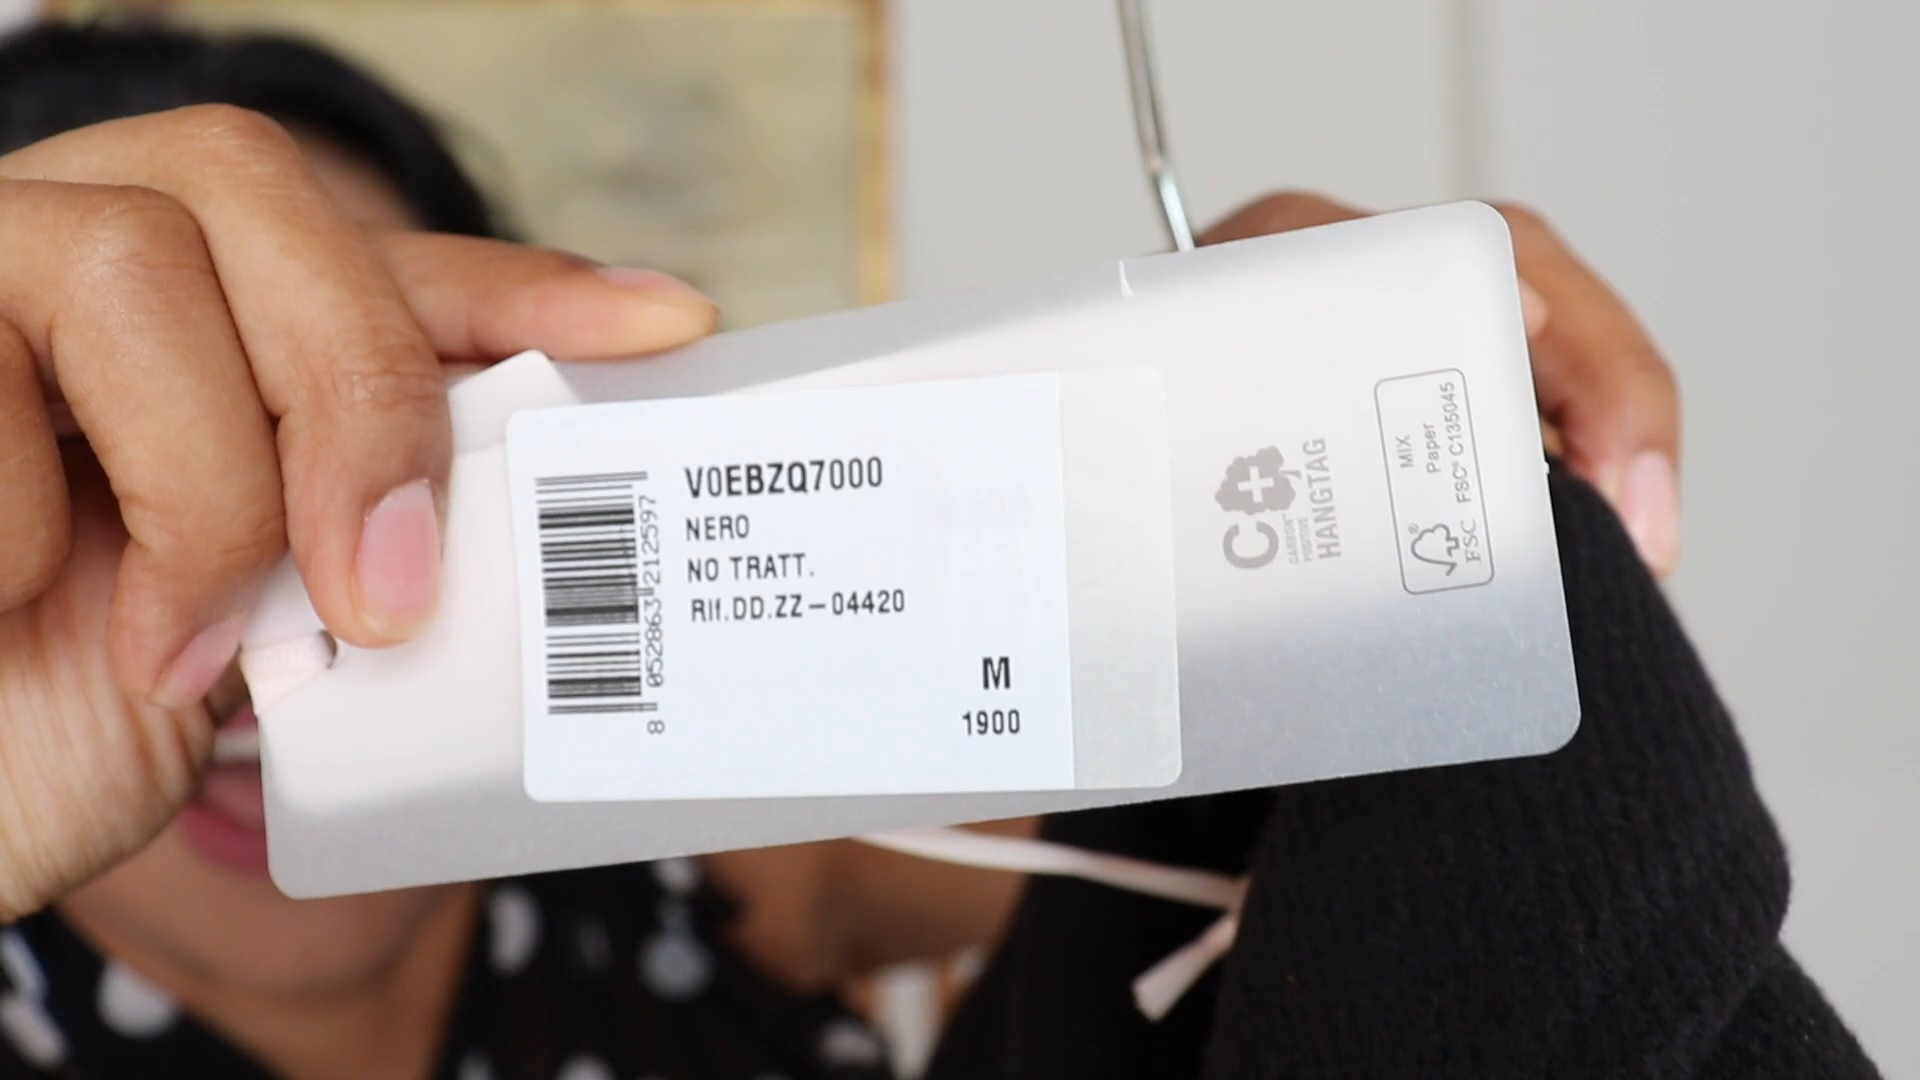 V0EBZQ7000
NERO
NO TRATT.
Rif.DD.ZZ-04420
M
1900
8 052863 212597
C
CARBON™
POSITIVE
HANGTAG
MIX
Paper
FSC® C135045
FSC